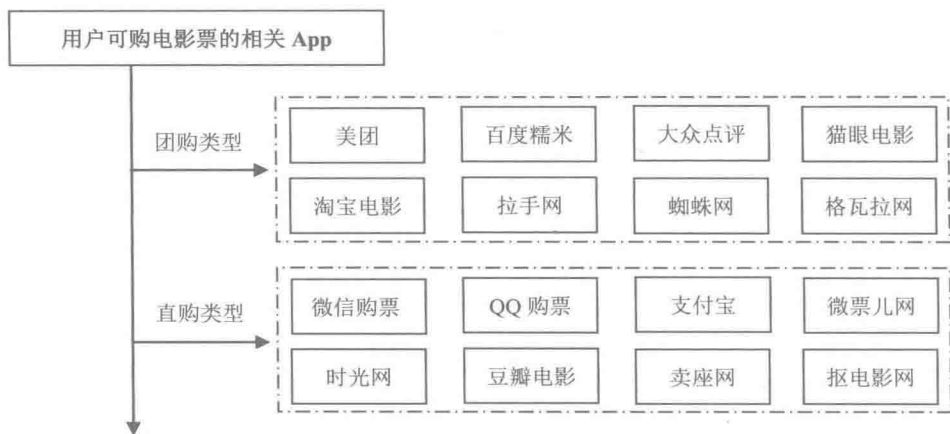 用户可购电影票的相关 App
团购类型
美团 百度糯米 大众点评 猫眼电影
淘宝电影 拉手网 蜘蛛网 格瓦拉网
直购类型
微信购票 QQ 购票 支付宝 微票儿网
时光网 豆瓣电影 卖座网 抠电影网